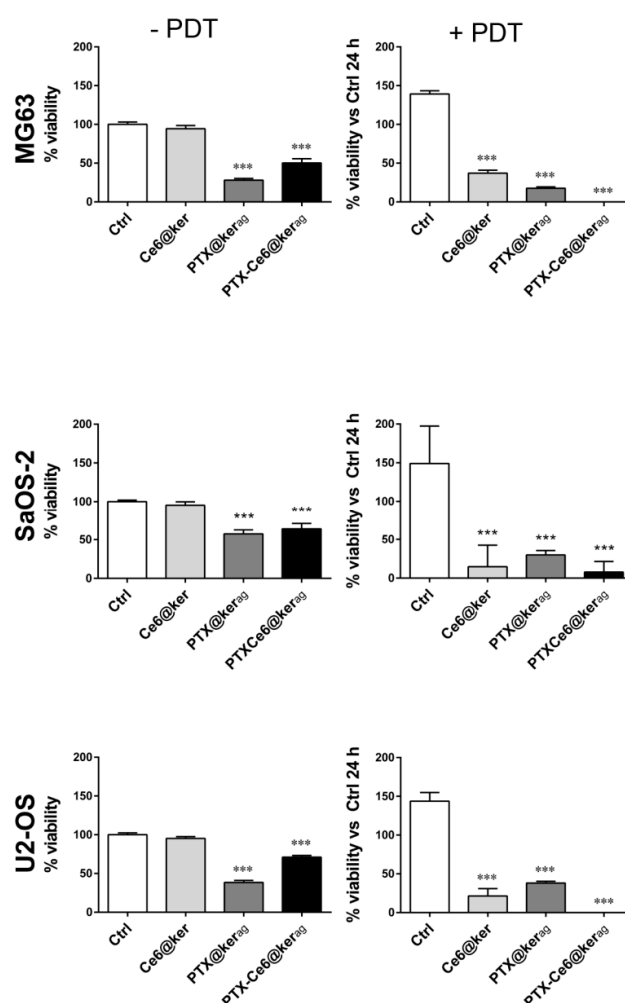 - PDT
+ PDT
MG63
% viability
200
150
100
50
0
***
***
Ctrl
Ce6@ker
PTX@kerag
PTX-Ce6@kerag
% viability vs Ctrl 24 h
200
150
100
50
0
***
***
***
Ctrl
Ce6@ker
PTX@kerag
PTX-Ce6@kerag
SaOS-2
% viability
200
150
100
50
0
***
***
Ctrl
Ce6@ker
PTX@kerag
PTXCe6@kerag
% viability vs Ctrl 24 h
200
150
100
50
0
***
***
***
Ctrl
Ce6@ker
PTX@kerag
PTXCe6@kerag
U2-OS
% viability
200
150
100
50
0
***
***
Ctrl
Ce6@ker
PTX@kerag
PTX-Ce6@kerag
% viability vs Ctrl 24 h
200
150
100
50
0
***
***
***
Ctrl
Ce6@ker
PTX@kerag
PTX-Ce6@kerag